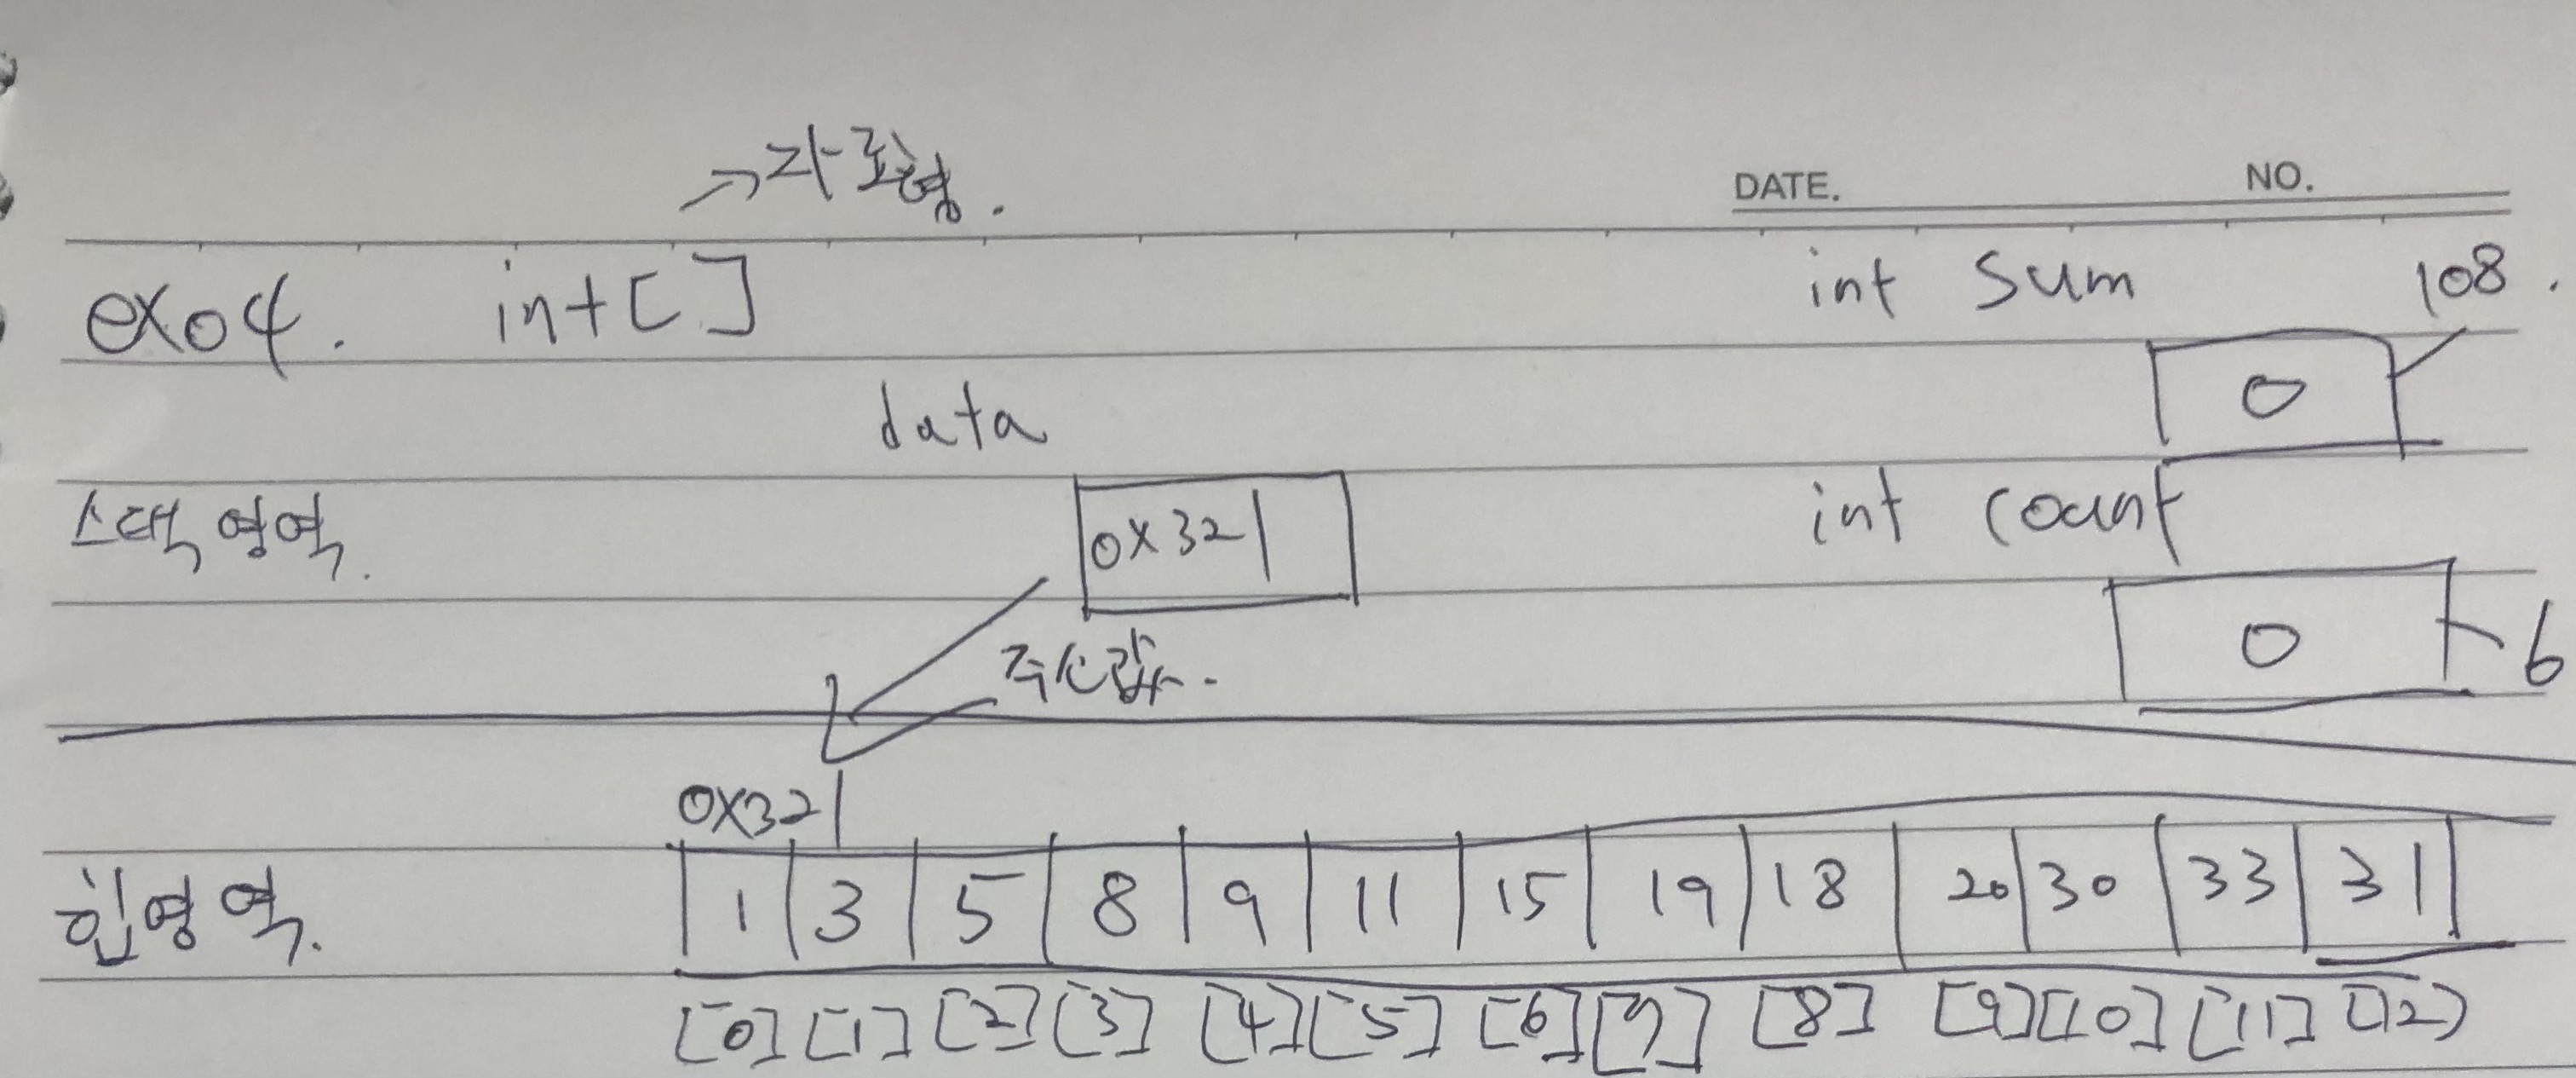 →자료형.
DATE. NO.
ex04. int[] int sum 108.
0
data
스택영역. 0x321 int count
0
주소값. 6
0x321
힙영역. 1 3 5 8 9 11 15 19 18 20 30 33 31
[0] [1] [2] [3] [4] [5] [6] [7] [8] [9] [10] [11] [12]